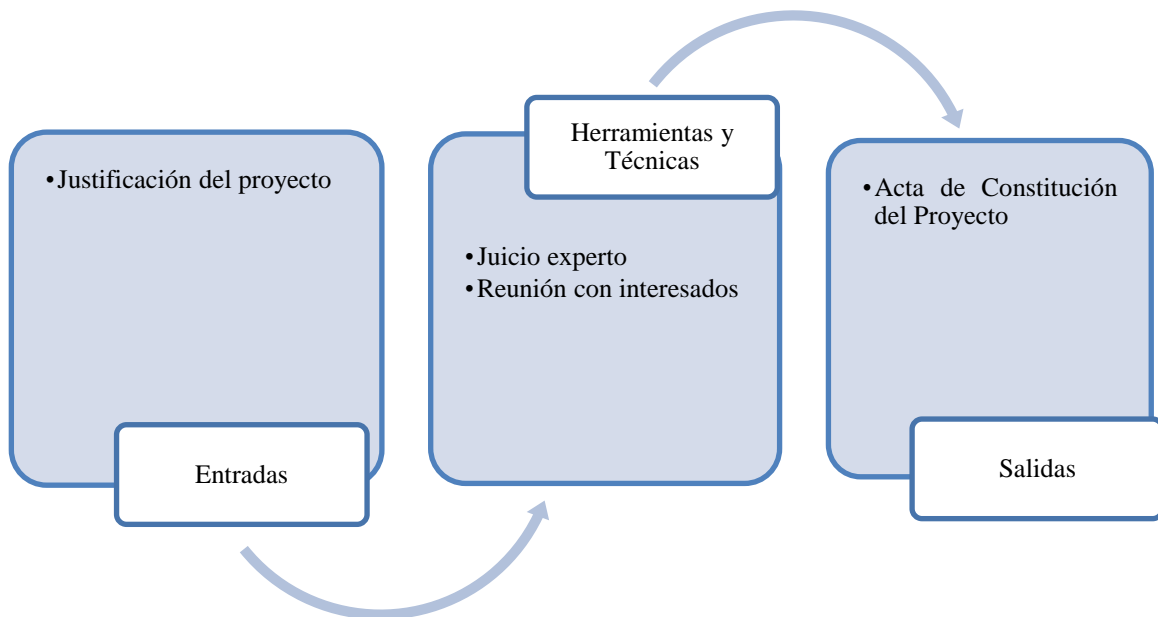 •Justificación del proyecto
Entradas
Herramientas y
Técnicas
•Juicio experto
•Reunión con interesados
•Acta de Constitución
del Proyecto
Salidas